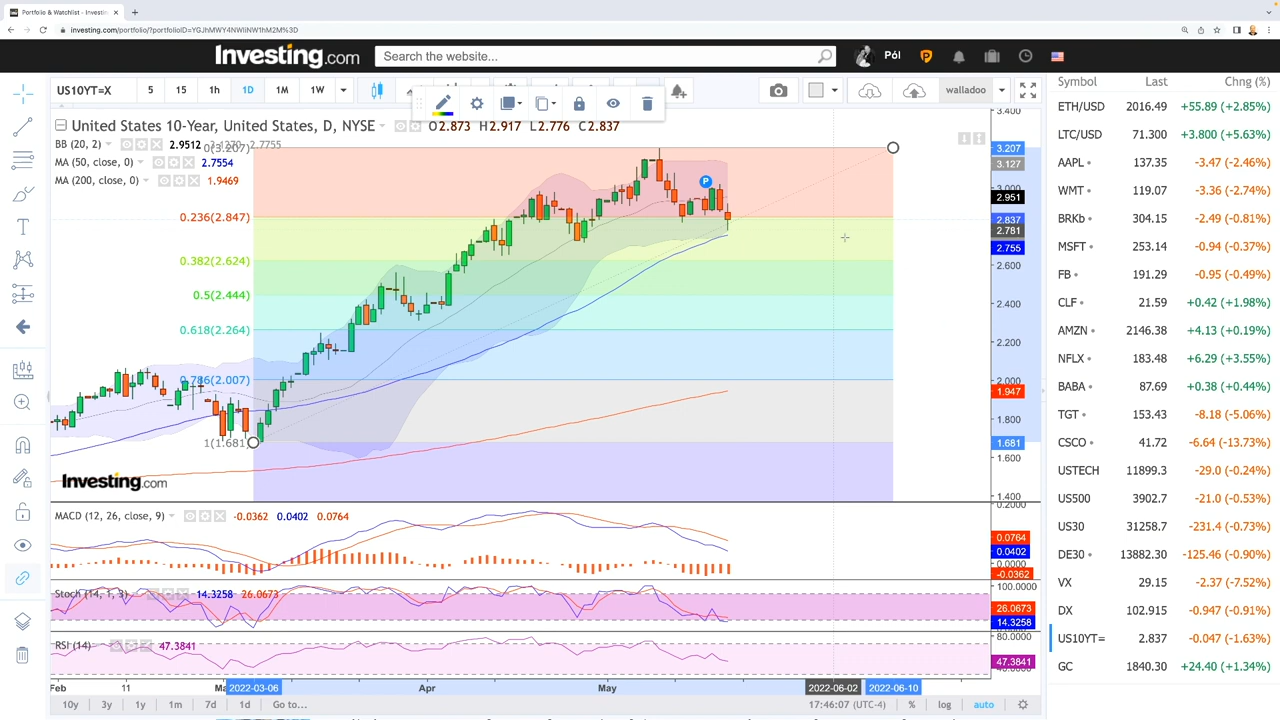 Portfolio & Watchlist - Investin
investing.com/portfolio/?portfolioID=YGJhMWY4NWliNW1hM2M%3D
Investing.com
Search the website...
Pól
US10YT=X
5 15 1h 1D 1M 1W
walladoo
United States 10-Year, United States, D, NYSE O2.873 H2.917 L2.776 C2.837
BB (20, 2) 2.9512
MA (50, close, 0) 2.7554
MA (200, close, 0) 1.9469
0(3.207)
0.236(2.847)
0.382(2.624)
0.5(2.444)
0.618(2.264)
0.786(2.007)
1(1.681)
P
3.400
3.207
3.127
3.000
2.951
2.837
2.781
2.755
2.600
2.400
2.200
2.000
1.947
1.800
1.681
1.600
1.400
Investing.com
MACD (12, 26, close, 9) -0.0362 0.0402 0.0764
0.2000
0.0764
0.0402
0.0000
-0.0362
Stoch (14, 1, 3) 14.3258 26.0673
100.0000
26.0673
14.3258
RSI (14) 47.3841
80.0000
47.3841
Feb 11 2022-03-06 Apr May 2022-06-02 2022-06-10
10y 3y 1y 1m 7d 1d Go to... 17:46:07 (UTC-4) % log auto
Symbol Last Chng (%)
ETH/USD 2016.49 +55.89 (+2.85%)
LTC/USD 71.300 +3.800 (+5.63%)
AAPL 137.35 -3.47 (-2.46%)
WMT 119.07 -3.36 (-2.74%)
BRKb 304.15 -2.49 (-0.81%)
MSFT 253.14 -0.94 (-0.37%)
FB 191.29 -0.95 (-0.49%)
CLF 21.59 +0.42 (+1.98%)
AMZN 2146.38 +4.13 (+0.19%)
NFLX 183.48 +6.29 (+3.55%)
BABA 87.69 +0.38 (+0.44%)
TGT 153.43 -8.18 (-5.06%)
CSCO 41.72 -6.64 (-13.73%)
USTECH 11899.3 -29.0 (-0.24%)
US500 3902.7 -21.0 (-0.53%)
US30 31258.7 -231.4 (-0.73%)
DE30 13882.30 -125.46 (-0.90%)
VX 29.15 -2.37 (-7.52%)
DX 102.915 -0.947 (-0.91%)
US10YT= 2.837 -0.047 (-1.63%)
GC 1840.30 +24.40 (+1.34%)